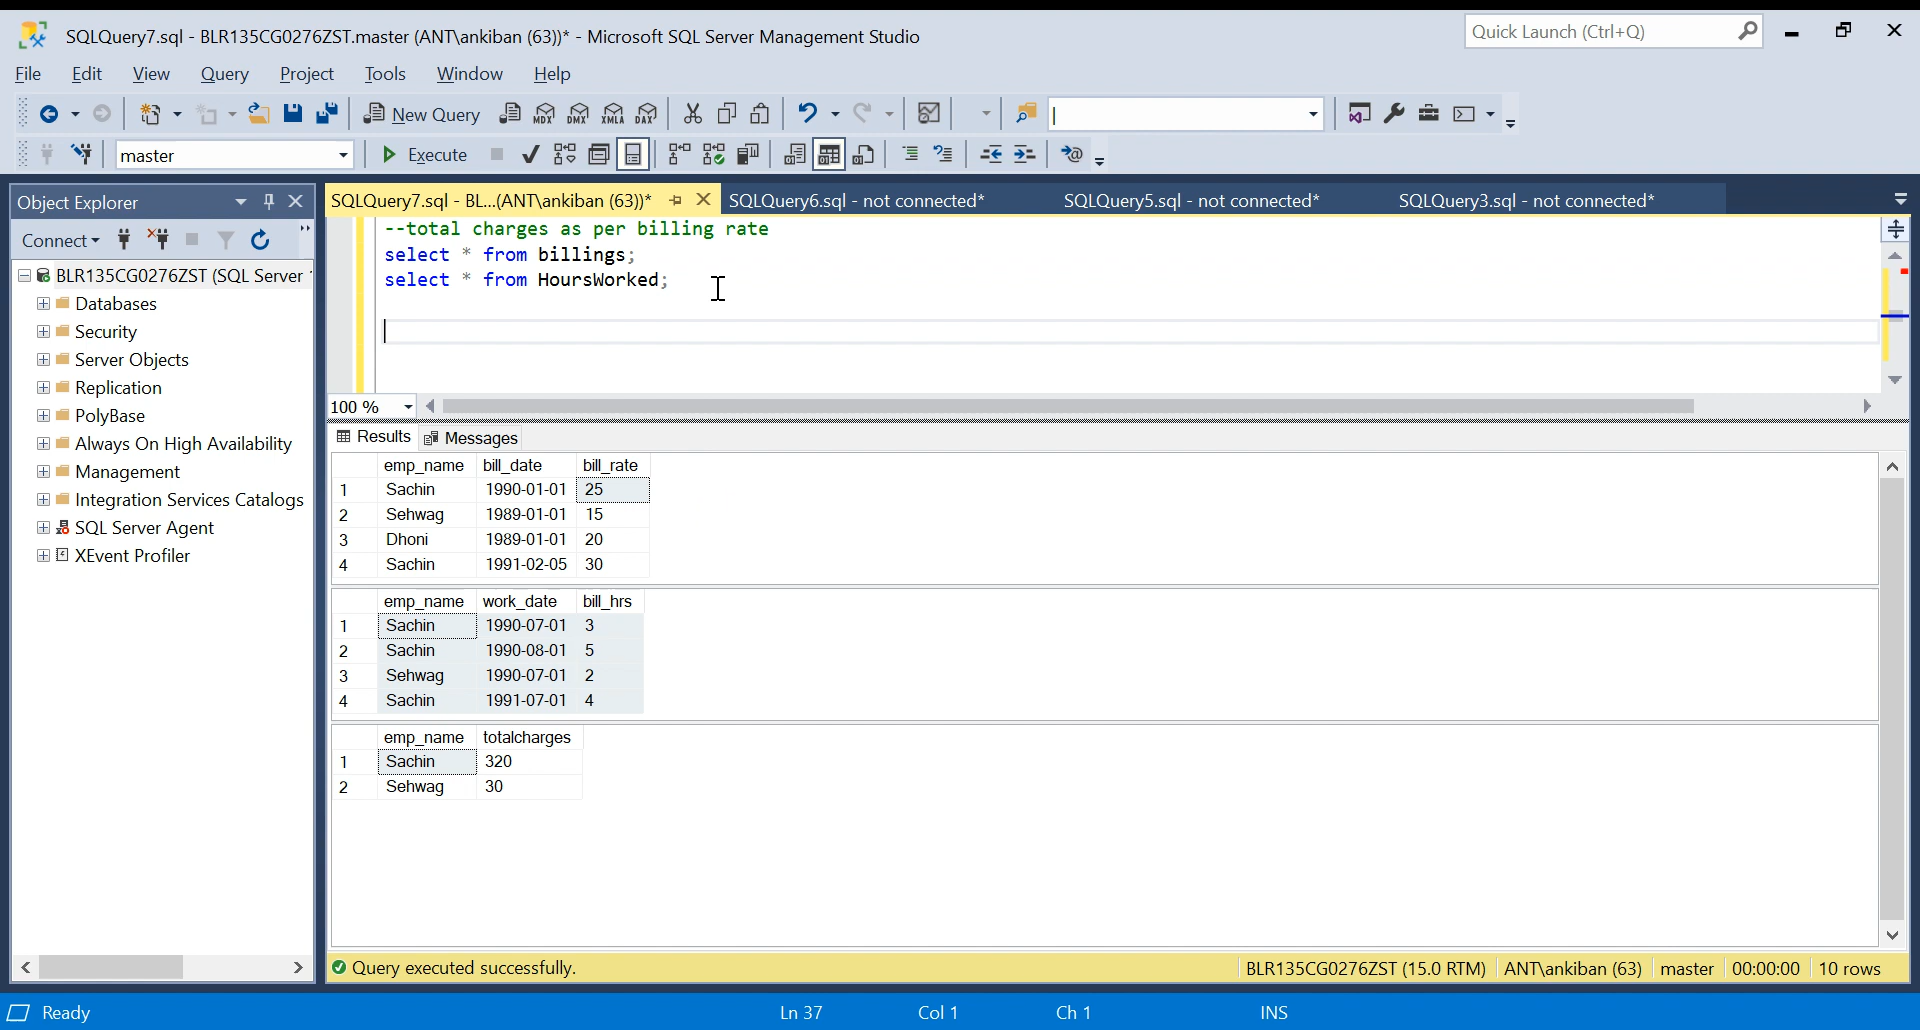 SQLQuery7.sql - BLR135CG0276ZST.master (ANT\ankiban (63))* - Microsoft SQL Server Management Studio
Quick Launch (Ctrl+Q)
File Edit View Query Project Tools Window Help
New Query MDX DMX XMLA DAX
master Execute
Object Explorer
SQLQuery7.sql - BL...(ANT\ankiban (63))* SQLQuery6.sql - not connected* SQLQuery5.sql - not connected* SQLQuery3.sql - not connected*
Connect
BLR135CG0276ZST (SQL Server
Databases
Security
Server Objects
Replication
PolyBase
Always On High Availability
Management
Integration Services Catalogs
SQL Server Agent
XEvent Profiler
--total charges as per billing rate
select * from billings;
select * from HoursWorked;
100 %
Results Messages
emp_name bill_date bill_rate
1 Sachin 1990-01-01 25
2 Sehwag 1989-01-01 15
3 Dhoni 1989-01-01 20
4 Sachin 1991-02-05 30
emp_name work_date bill_hrs
1 Sachin 1990-07-01 3
2 Sachin 1990-08-01 5
3 Sehwag 1990-07-01 2
4 Sachin 1991-07-01 4
emp_name totalcharges
1 Sachin 320
2 Sehwag 30
Query executed successfully. BLR135CG0276ZST (15.0 RTM) ANT\ankiban (63) master 00:00:00 10 rows
Ready Ln 37 Col 1 Ch 1 INS